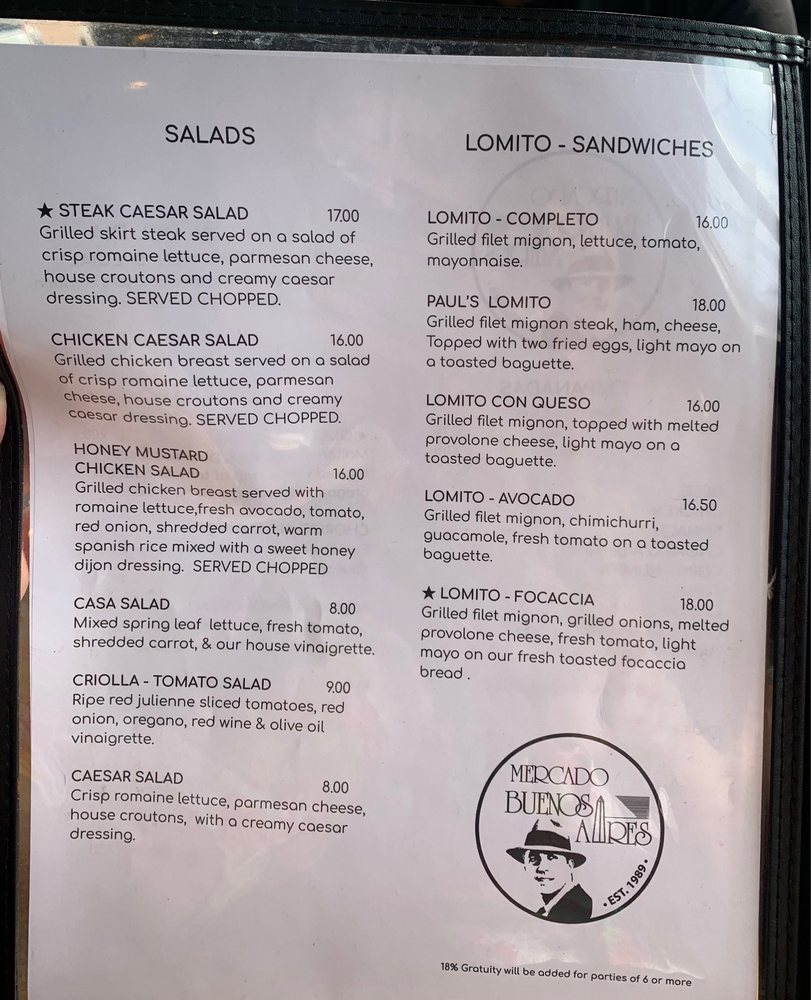 SALADS
★ STEAK CAESAR SALAD 17.00
Grilled skirt steak served on a salad of
crisp romaine lettuce, parmesan cheese,
house croutons and creamy caesar
dressing. SERVED CHOPPED.
CHICKEN CAESAR SALAD 16.00
Grilled chicken breast served on a salad
of crisp romaine lettuce, parmesan
cheese, house croutons and creamy
caesar dressing. SERVED CHOPPED.
HONEY MUSTARD
CHICKEN SALAD 16.00
Grilled chicken breast served with
romaine lettuce,fresh avocado, tomato,
red onion, shredded carrot, warm
spanish rice mixed with a sweet honey
dijon dressing. SERVED CHOPPED
CASA SALAD 8.00
Mixed spring leaf lettuce, fresh tomato,
shredded carrot, & our house vinaigrette.
CRIOLLA - TOMATO SALAD 9.00
Ripe red julienne sliced tomatoes, red
onion, oregano, red wine & olive oil
vinaigrette.
CAESAR SALAD 8.00
Crisp romaine lettuce, parmesan cheese,
house croutons, with a creamy caesar
dressing.
LOMITO - SANDWICHES
LOMITO - COMPLETO 16.00
Grilled filet mignon, lettuce, tomato,
mayonnaise.
PAUL'S LOMITO 18.00
Grilled filet mignon steak, ham, cheese,
Topped with two fried eggs, light mayo on
a toasted baguette.
LOMITO CON QUESO 16.00
Grilled filet mignon, topped with melted
provolone cheese, light mayo on a
toasted baguette.
LOMITO - AVOCADO 16.50
Grilled filet mignon, chimichurri,
guacamole, fresh tomato on a toasted
baguette.
★ LOMITO - FOCACCIA 18.00
Grilled filet mignon, grilled onions, melted
provolone cheese, fresh tomato, light
mayo on our fresh toasted focaccia
bread .
MERCADO
BUENOS
AIRES
• EST. 1989 •
18% Gratuity will be added for parties of 6 or more